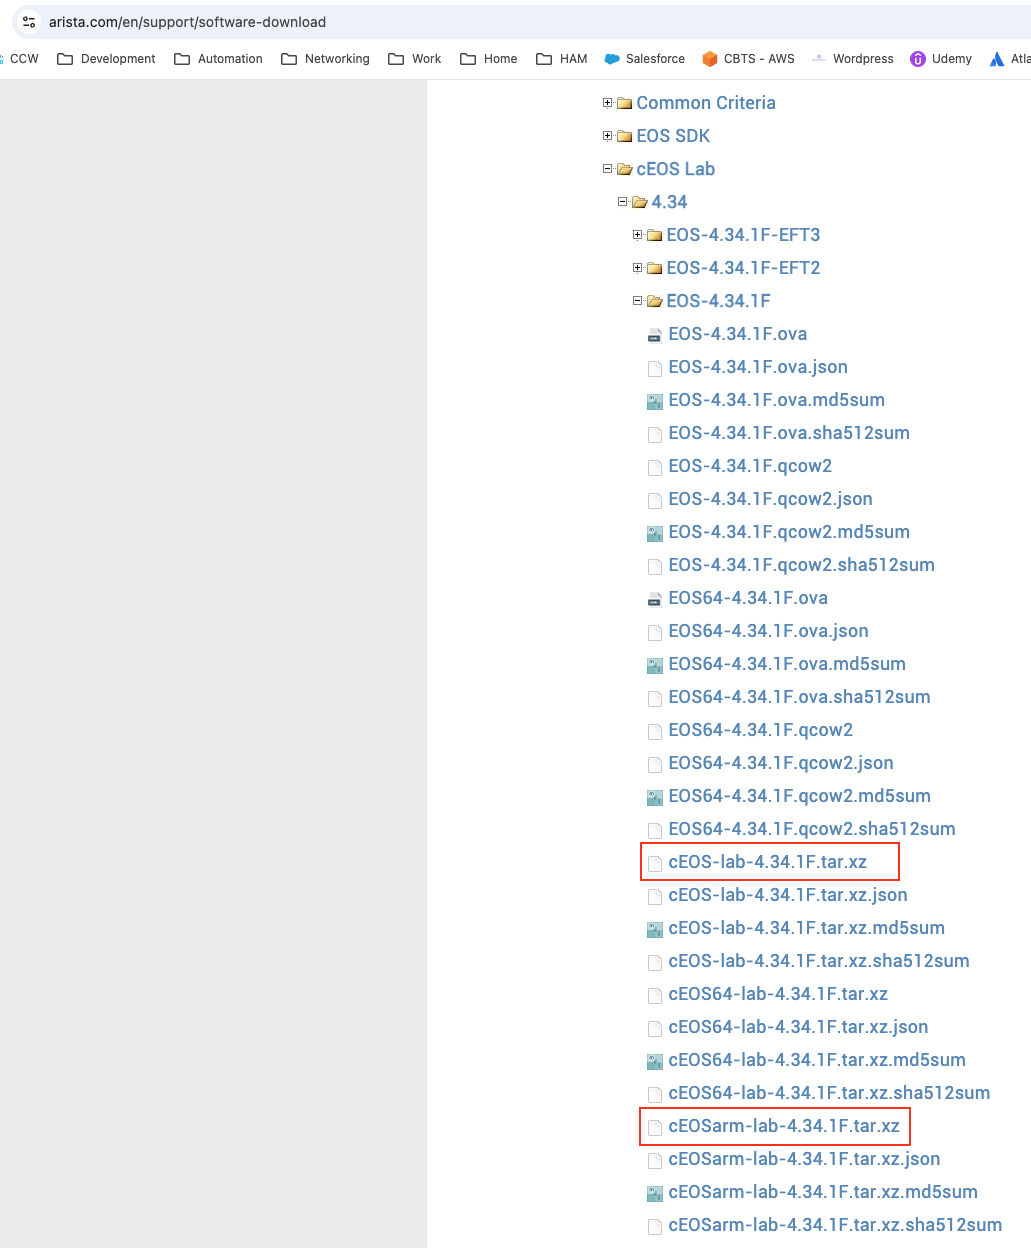 arista.com/en/support/software-download
CCW Development Automation Networking Work Home HAM Salesforce CBTS - AWS Wordpress Udemy Atla
Common Criteria
EOS SDK
cEOS Lab
4.34
EOS-4.34.1F-EFT3
EOS-4.34.1F-EFT2
EOS-4.34.1F
EOS-4.34.1F.ova
EOS-4.34.1F.ova.json
EOS-4.34.1F.ova.md5sum
EOS-4.34.1F.ova.sha512sum
EOS-4.34.1F.qcow2
EOS-4.34.1F.qcow2.json
EOS-4.34.1F.qcow2.md5sum
EOS-4.34.1F.qcow2.sha512sum
EOS64-4.34.1F.ova
EOS64-4.34.1F.ova.json
EOS64-4.34.1F.ova.md5sum
EOS64-4.34.1F.ova.sha512sum
EOS64-4.34.1F.qcow2
EOS64-4.34.1F.qcow2.json
EOS64-4.34.1F.qcow2.md5sum
EOS64-4.34.1F.qcow2.sha512sum
cEOS-lab-4.34.1F.tar.xz
cEOS-lab-4.34.1F.tar.xz.json
cEOS-lab-4.34.1F.tar.xz.md5sum
cEOS-lab-4.34.1F.tar.xz.sha512sum
cEOS64-lab-4.34.1F.tar.xz
cEOS64-lab-4.34.1F.tar.xz.json
cEOS64-lab-4.34.1F.tar.xz.md5sum
cEOS64-lab-4.34.1F.tar.xz.sha512sum
cEOSarm-lab-4.34.1F.tar.xz
cEOSarm-lab-4.34.1F.tar.xz.json
cEOSarm-lab-4.34.1F.tar.xz.md5sum
cEOSarm-lab-4.34.1F.tar.xz.sha512sum